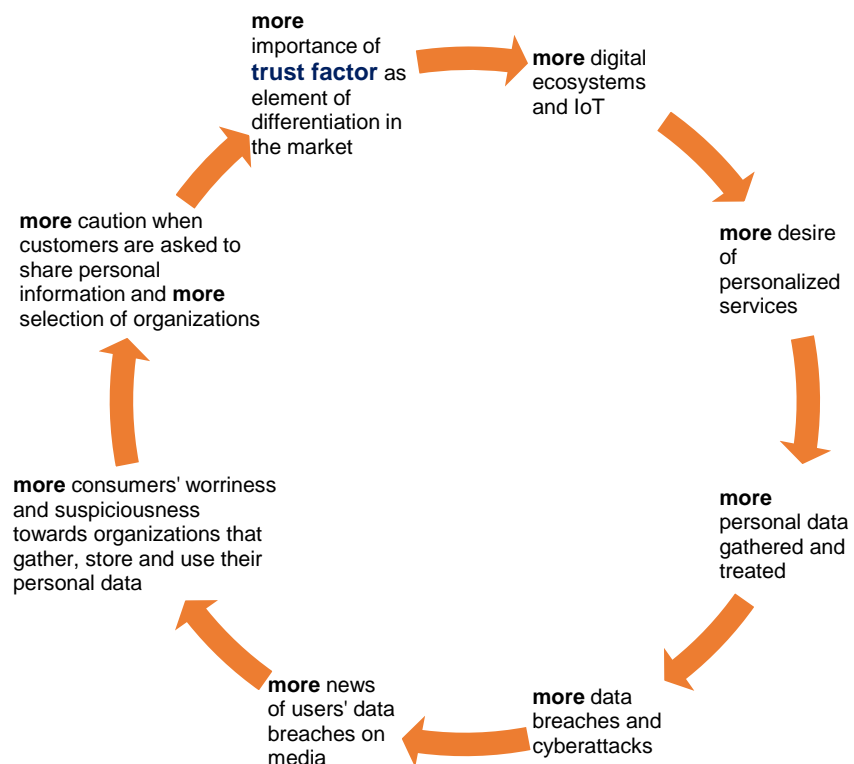 more
importance of
trust factor as
element of
differentiation in
the market
more digital
ecosystems
and IoT
more desire
of
personalized
services
more
personal data
gathered and
treated
more data
breaches and
cyberattacks
more news
of users' data
breaches on
media
more consumers' worriness
and suspiciousness
towards organizations that
gather, store and use their
personal data
more caution when
customers are asked to
share personal
information and more
selection of organizations